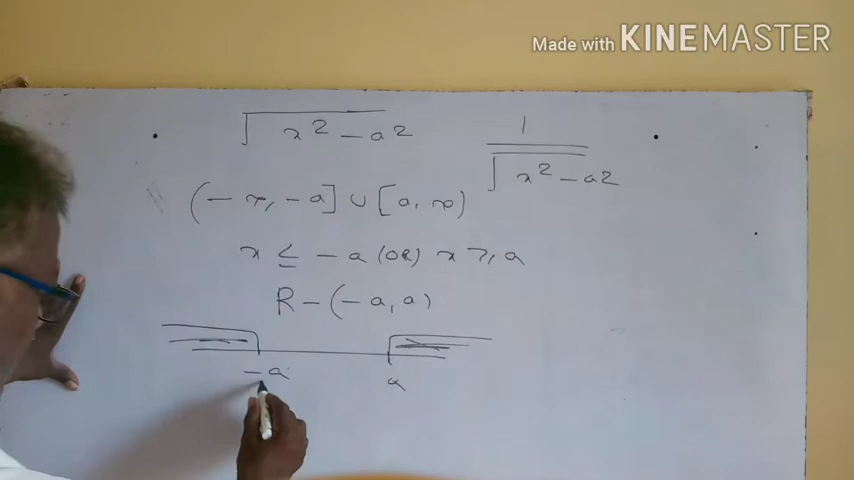 Made with KINEMASTER
√(x² - a²)
1 / √(x² - a²)
(-∞, -a] ∪ [a, ∞)
x ≤ -a (OR) x ≥, a
R - (-a, a)
-a a